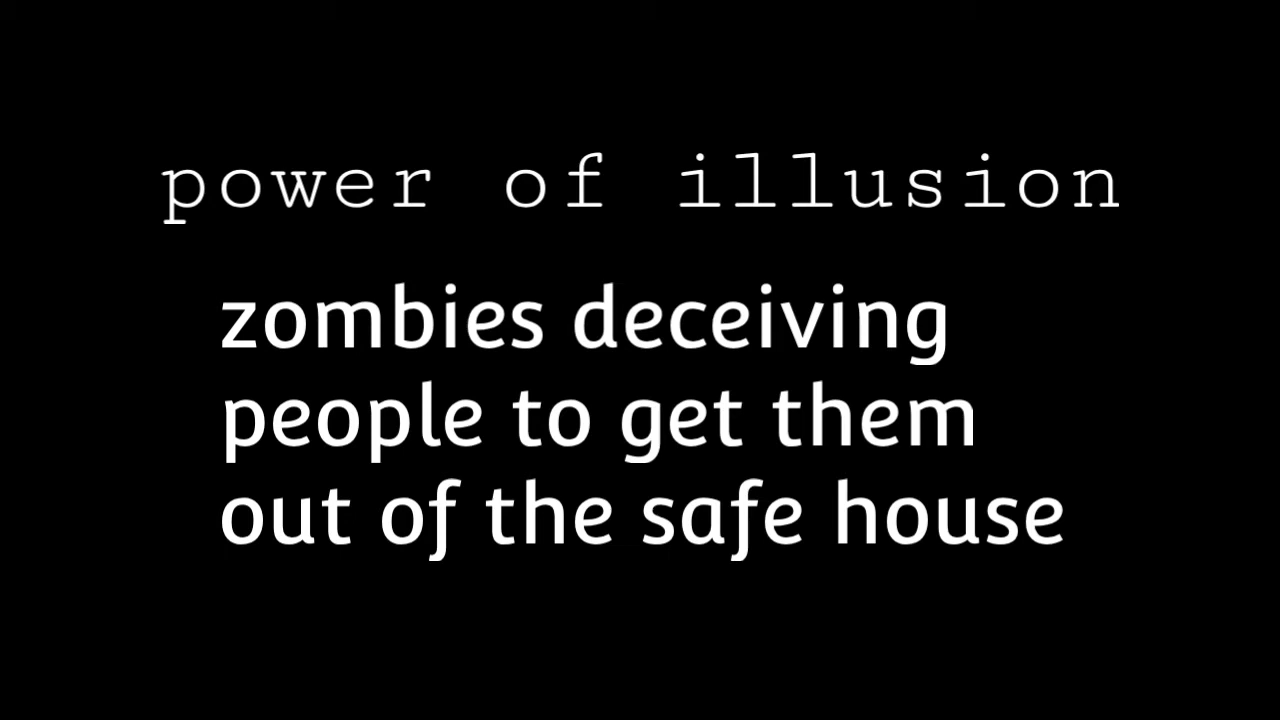 power of illusion
zombies deceiving
people to get them
out of the safe house